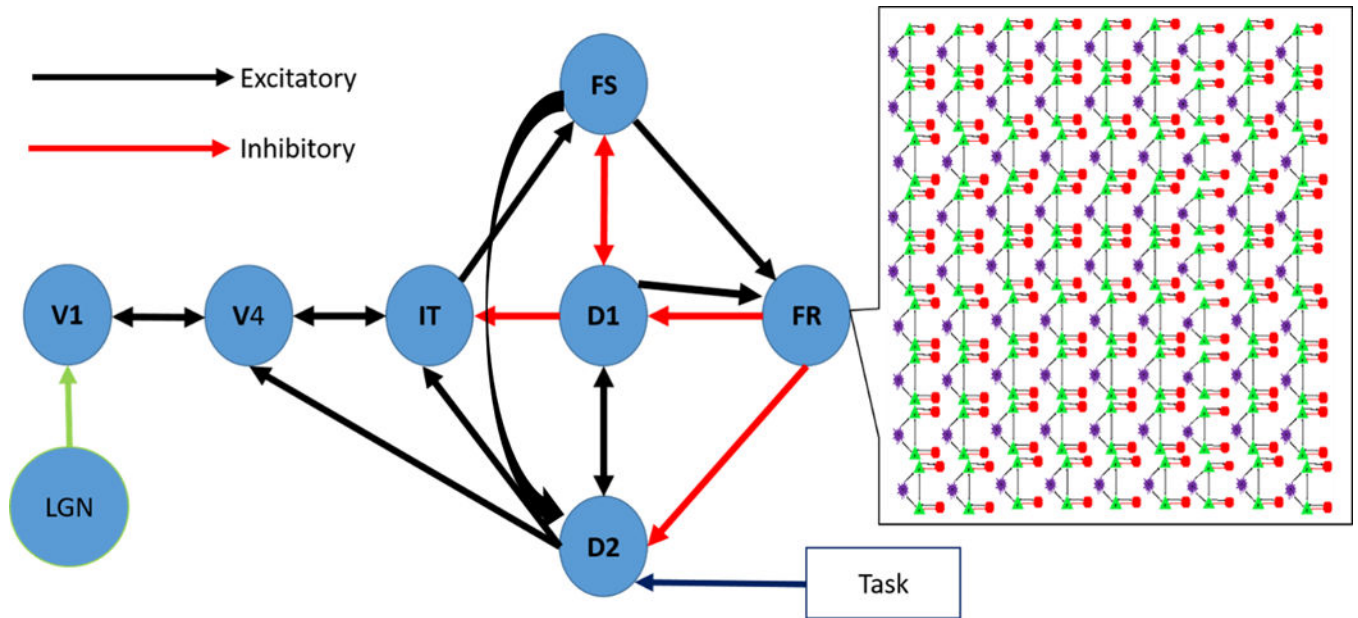 Excitatory
Inhibitory
FS
V1
V4
IT
D1
FR
LGN
D2
Task